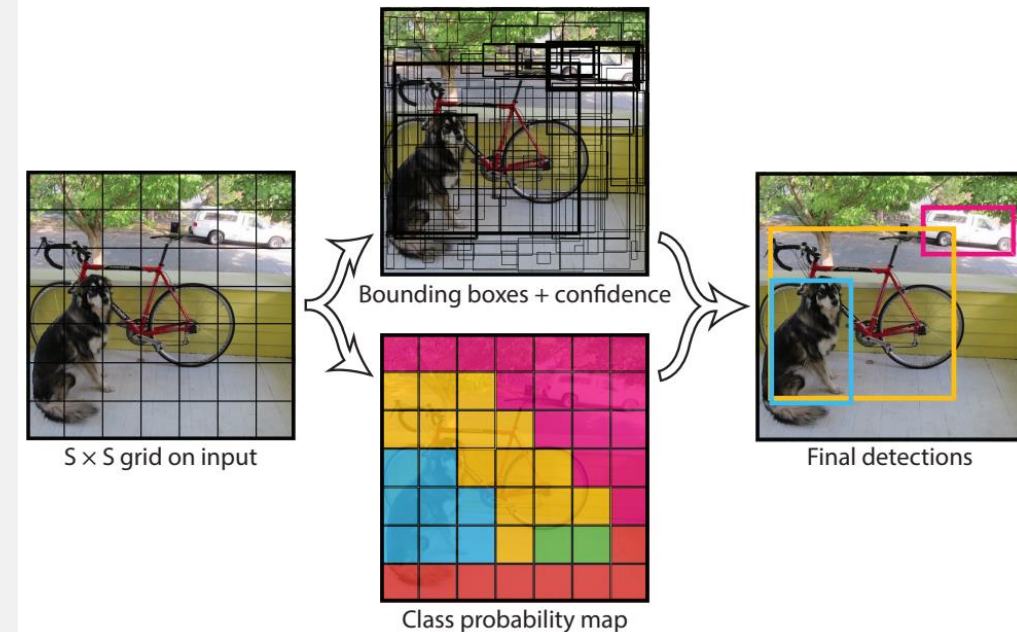 Bounding boxes + confidence
S × S grid on input
Final detections
Class probability map